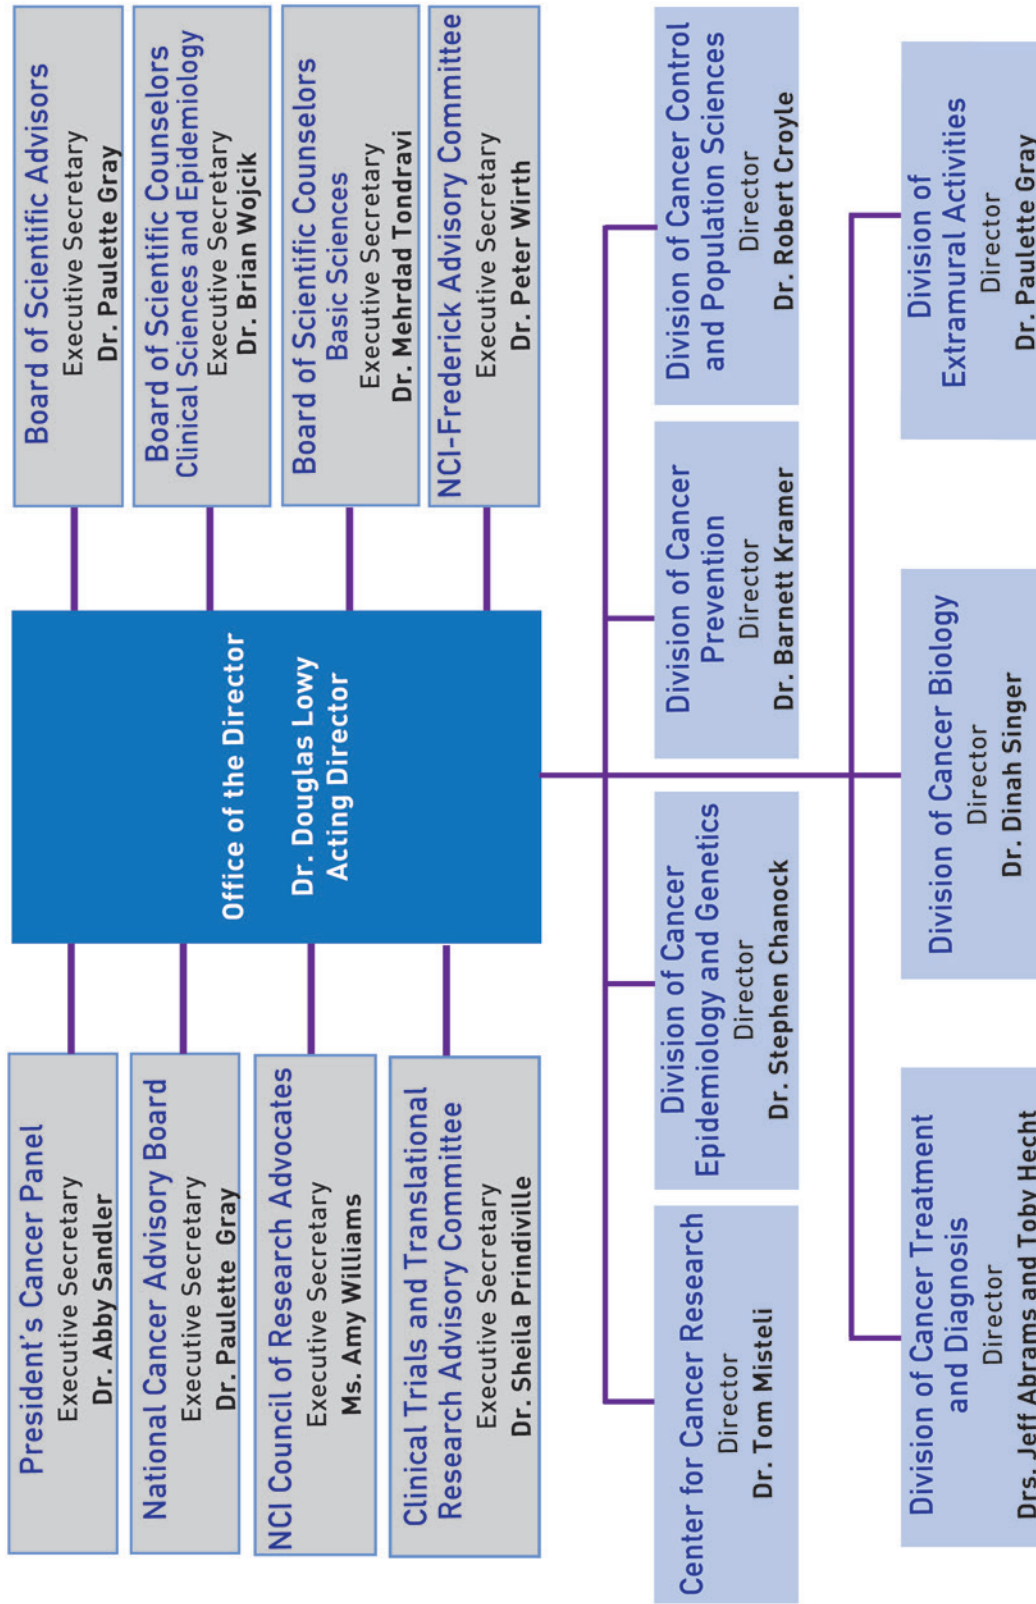 President's Cancer Panel
Executive Secretary
Dr. Abby Sandler
National Cancer Advisory Board
Executive Secretary
Dr. Paulette Gray
NCI Council of Research Advocates
Executive Secretary
Ms. Amy Williams
Clinical Trials and Translational
Research Advisory Committee
Executive Secretary
Dr. Sheila Prindiville
Office of the Director
Dr. Douglas Lowy
Acting Director
Board of Scientific Advisors
Executive Secretary
Dr. Paulette Gray
Board of Scientific Counselors
Clinical Sciences and Epidemiology
Executive Secretary
Dr. Brian Wojcik
Board of Scientific Counselors
Basic Sciences
Executive Secretary
Dr. Mehrdad Tondravi
NCI-Frederick Advisory Committee
Executive Secretary
Dr. Peter Wirth
Center for Cancer Research
Director
Dr. Tom Misteli
Division of Cancer
Epidemiology and Genetics
Director
Dr. Stephen Chanock
Division of Cancer
Prevention
Director
Dr. Barnett Kramer
Division of Cancer Control
and Population Sciences
Director
Dr. Robert Croyle
Division of Cancer Treatment
and Diagnosis
Director
Drs. Jeff Abrams and Toby Hecht
Division of Cancer Biology
Director
Dr. Dinah Singer
Division of
Extramural Activities
Director
Dr. Paulette Gray